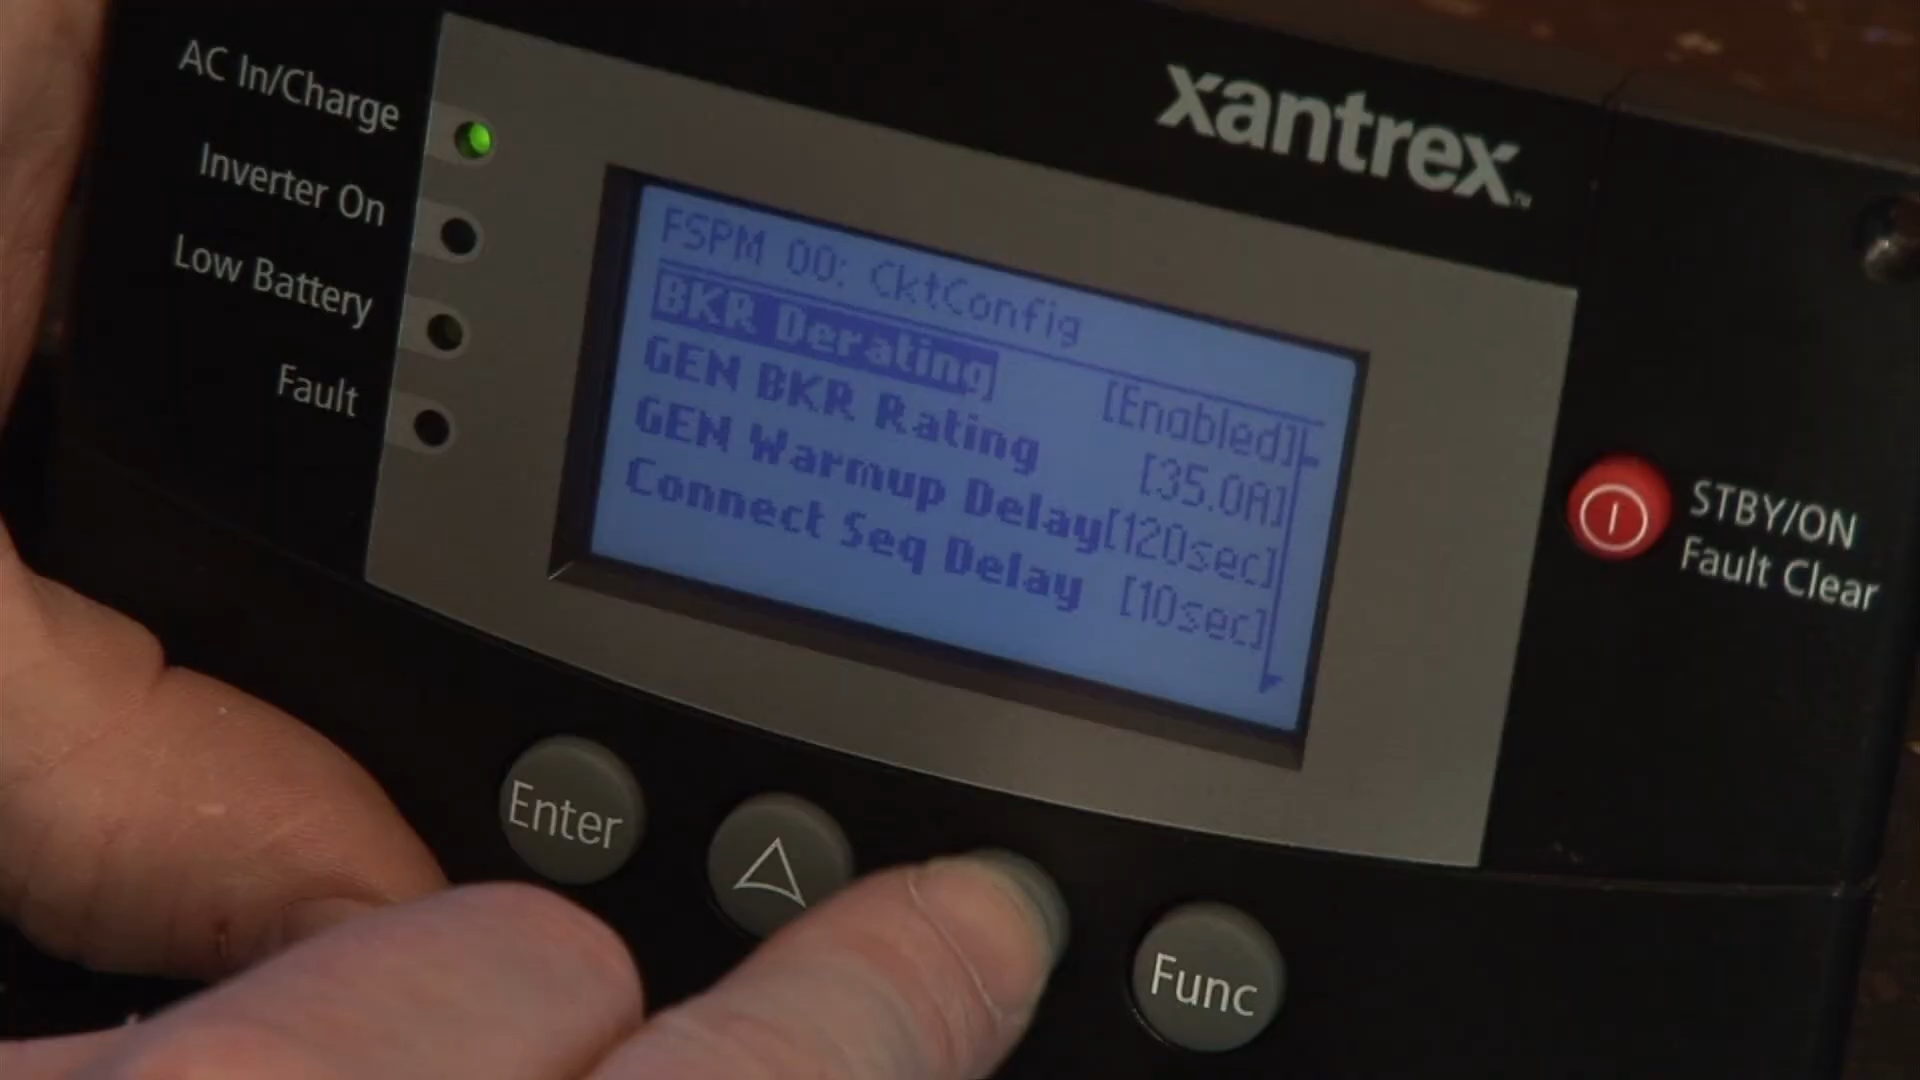 AC In/Charge
Inverter On
Low Battery
Fault
xantrex™
FSPM 00: CktConfig
BKR Derating [Enabled]
GEN BKR Rating [35.0A]
GEN Warmup Delay[120sec]
Connect Seq Delay [10sec]
STBY/ON
Fault Clear
Enter
Func